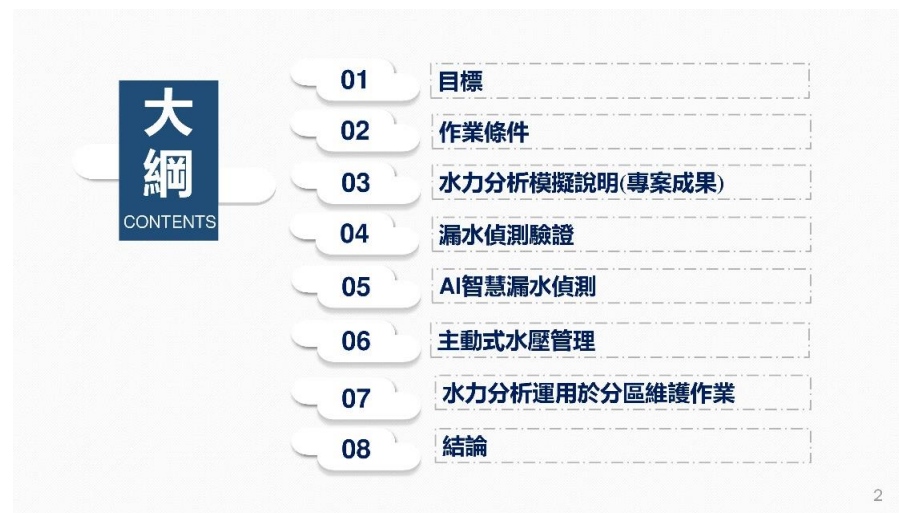 大
綱
CONTENTS
01 目標
02 作業條件
03 水力分析模擬說明(專案成果)
04 漏水偵測驗證
05 AI智慧漏水偵測
06 主動式水壓管理
07 水力分析運用於分區維護作業
08 結論
2